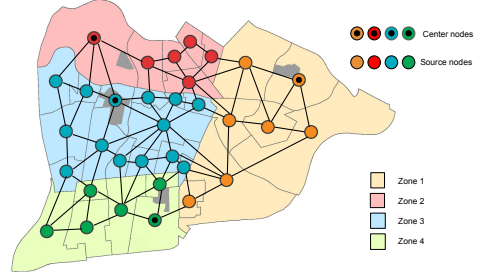 Center nodes
Source nodes
Zone 1
Zone 2
Zone 3
Zone 4